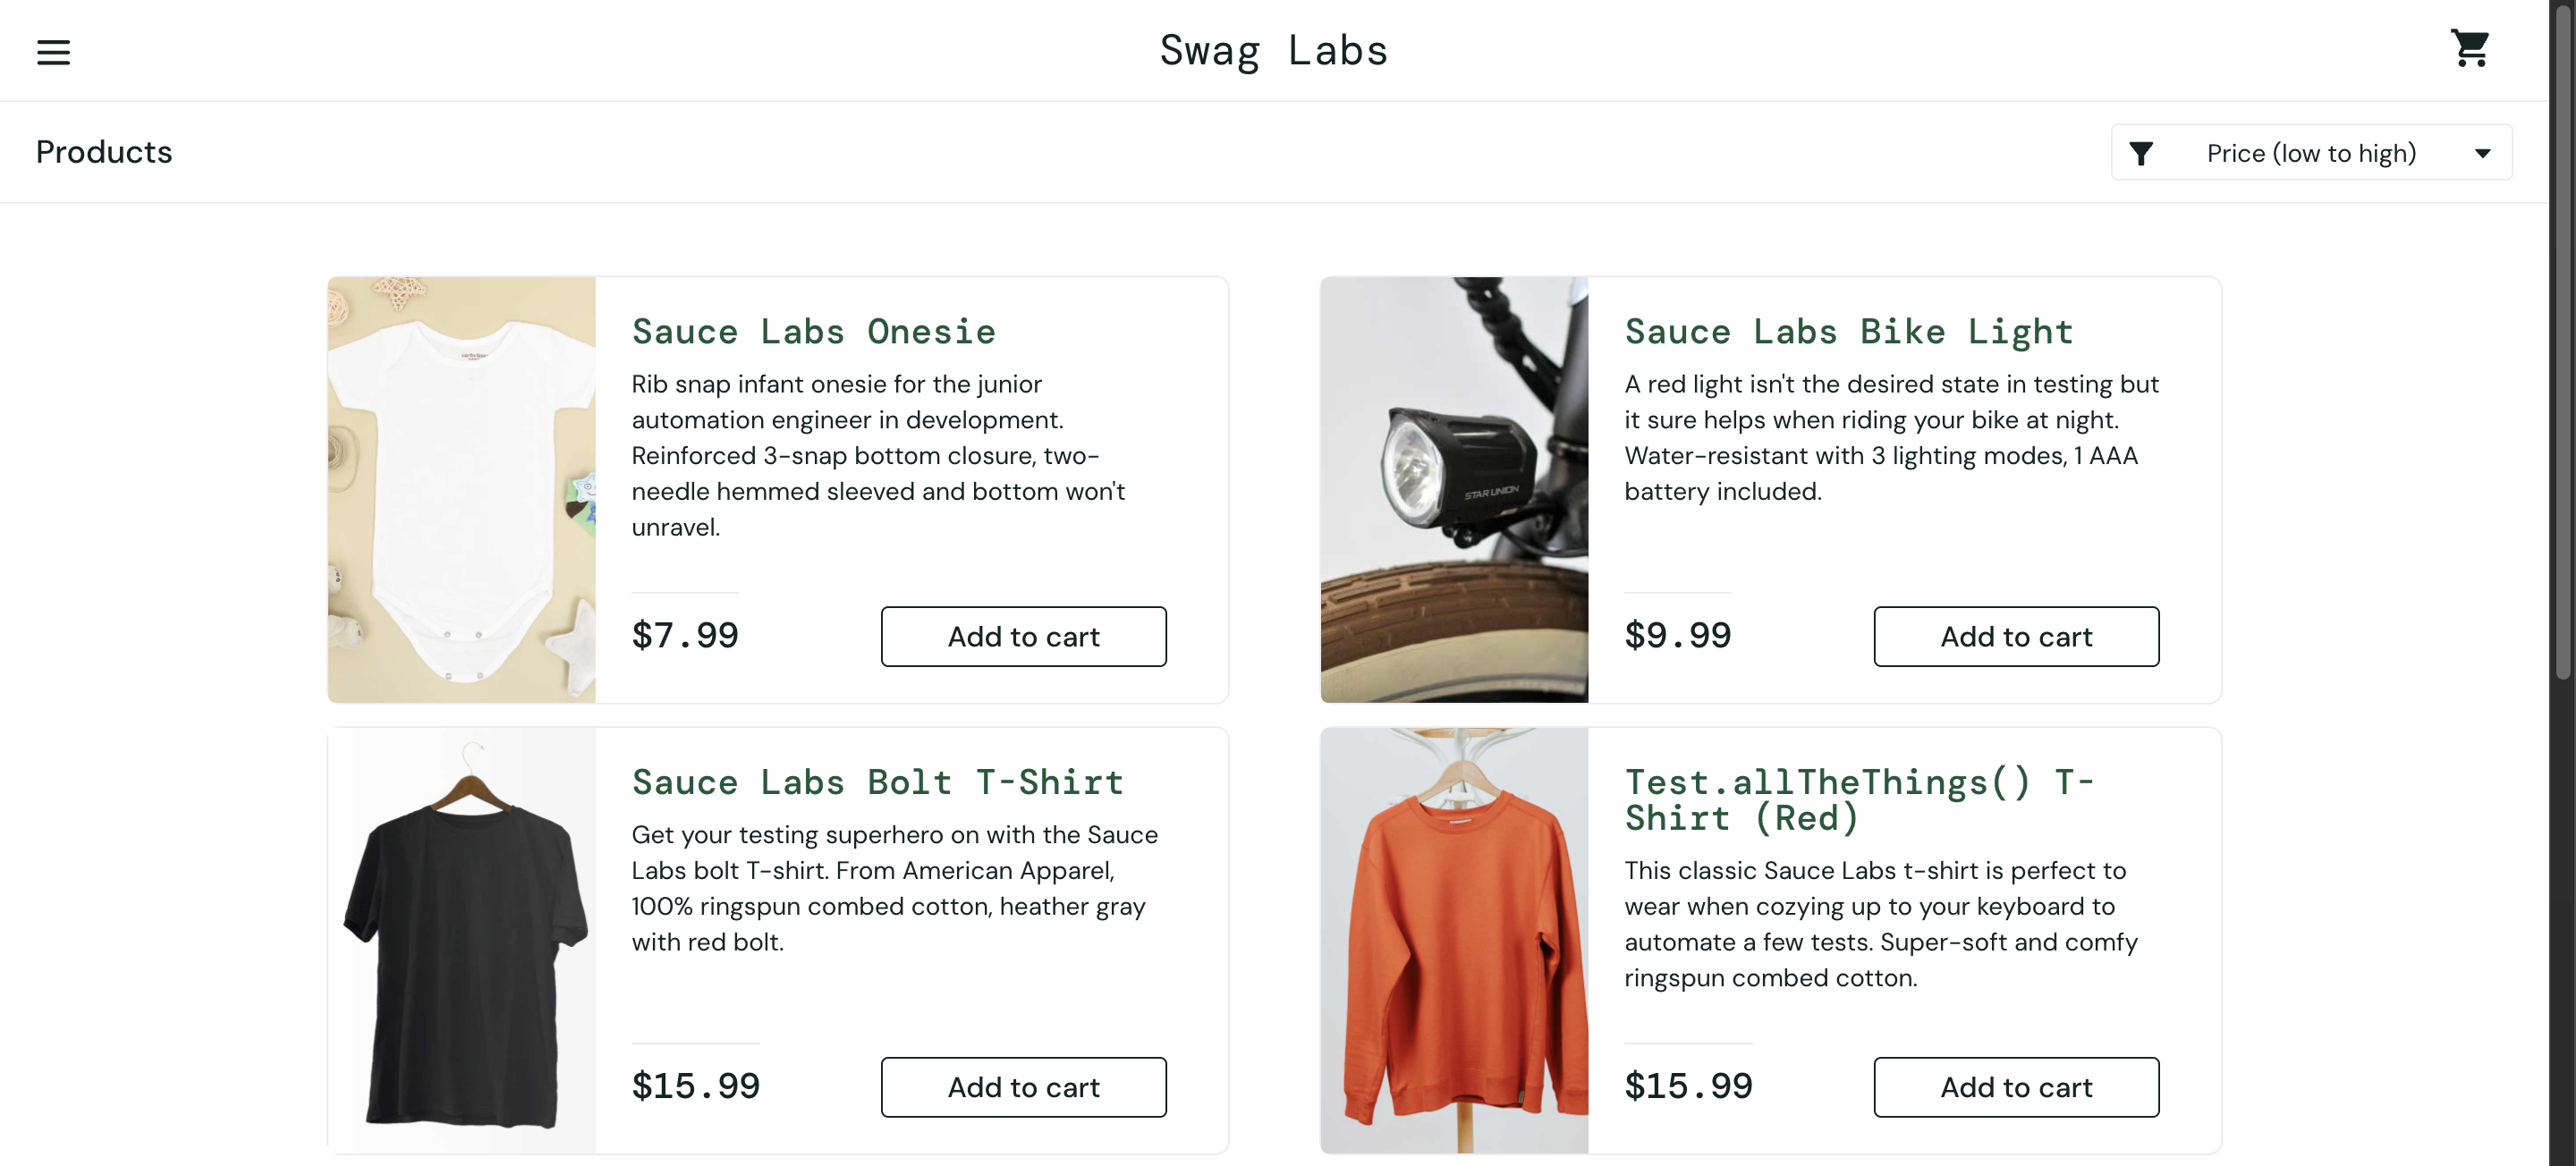 Swag Labs
Products
Price (low to high)
Sauce Labs Onesie
Rib snap infant onesie for the junior
automation engineer in development.
Reinforced 3-snap bottom closure, two-
needle hemmed sleeved and bottom won't
unravel.
$7.99
Add to cart
Sauce Labs Bike Light
A red light isn't the desired state in testing but
it sure helps when riding your bike at night.
Water-resistant with 3 lighting modes, 1 AAA
battery included.
$9.99
Add to cart
STAR UNION
Sauce Labs Bolt T-Shirt
Get your testing superhero on with the Sauce
Labs bolt T-shirt. From American Apparel,
100% ringspun combed cotton, heather gray
with red bolt.
$15.99
Add to cart
Test.allTheThings() T-
Shirt (Red)
This classic Sauce Labs t-shirt is perfect to
wear when cozying up to your keyboard to
automate a few tests. Super-soft and comfy
ringspun combed cotton.
$15.99
Add to cart